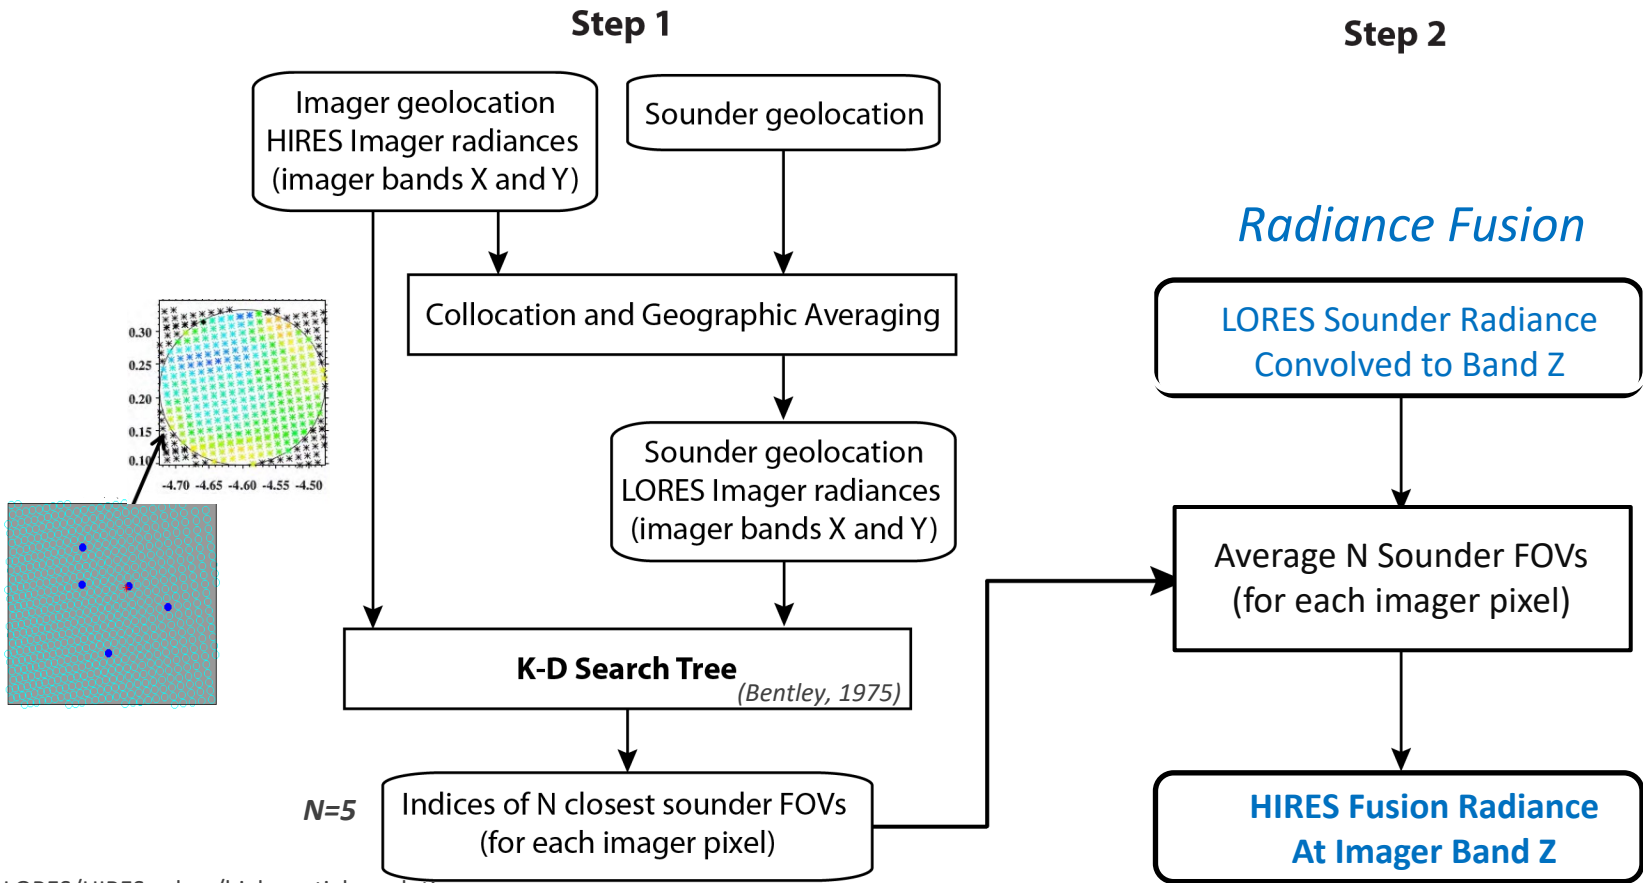 Step 1
Step 2
Imager geolocation
HIRES Imager radiances
(imager bands X and Y)
Sounder geolocation
Radiance Fusion
Collocation and Geographic Averaging
LORES Sounder Radiance
Convolved to Band Z
0.30
0.25
0.20
0.15
0.10
-4.70 -4.65 -4.60 -4.55 -4.50
Sounder geolocation
LORES Imager radiances
(imager bands X and Y)
Average N Sounder FOVs
(for each imager pixel)
K-D Search Tree
(Bentley, 1975)
N=5
Indices of N closest sounder FOVs
(for each imager pixel)
HIRES Fusion Radiance
At Imager Band Z